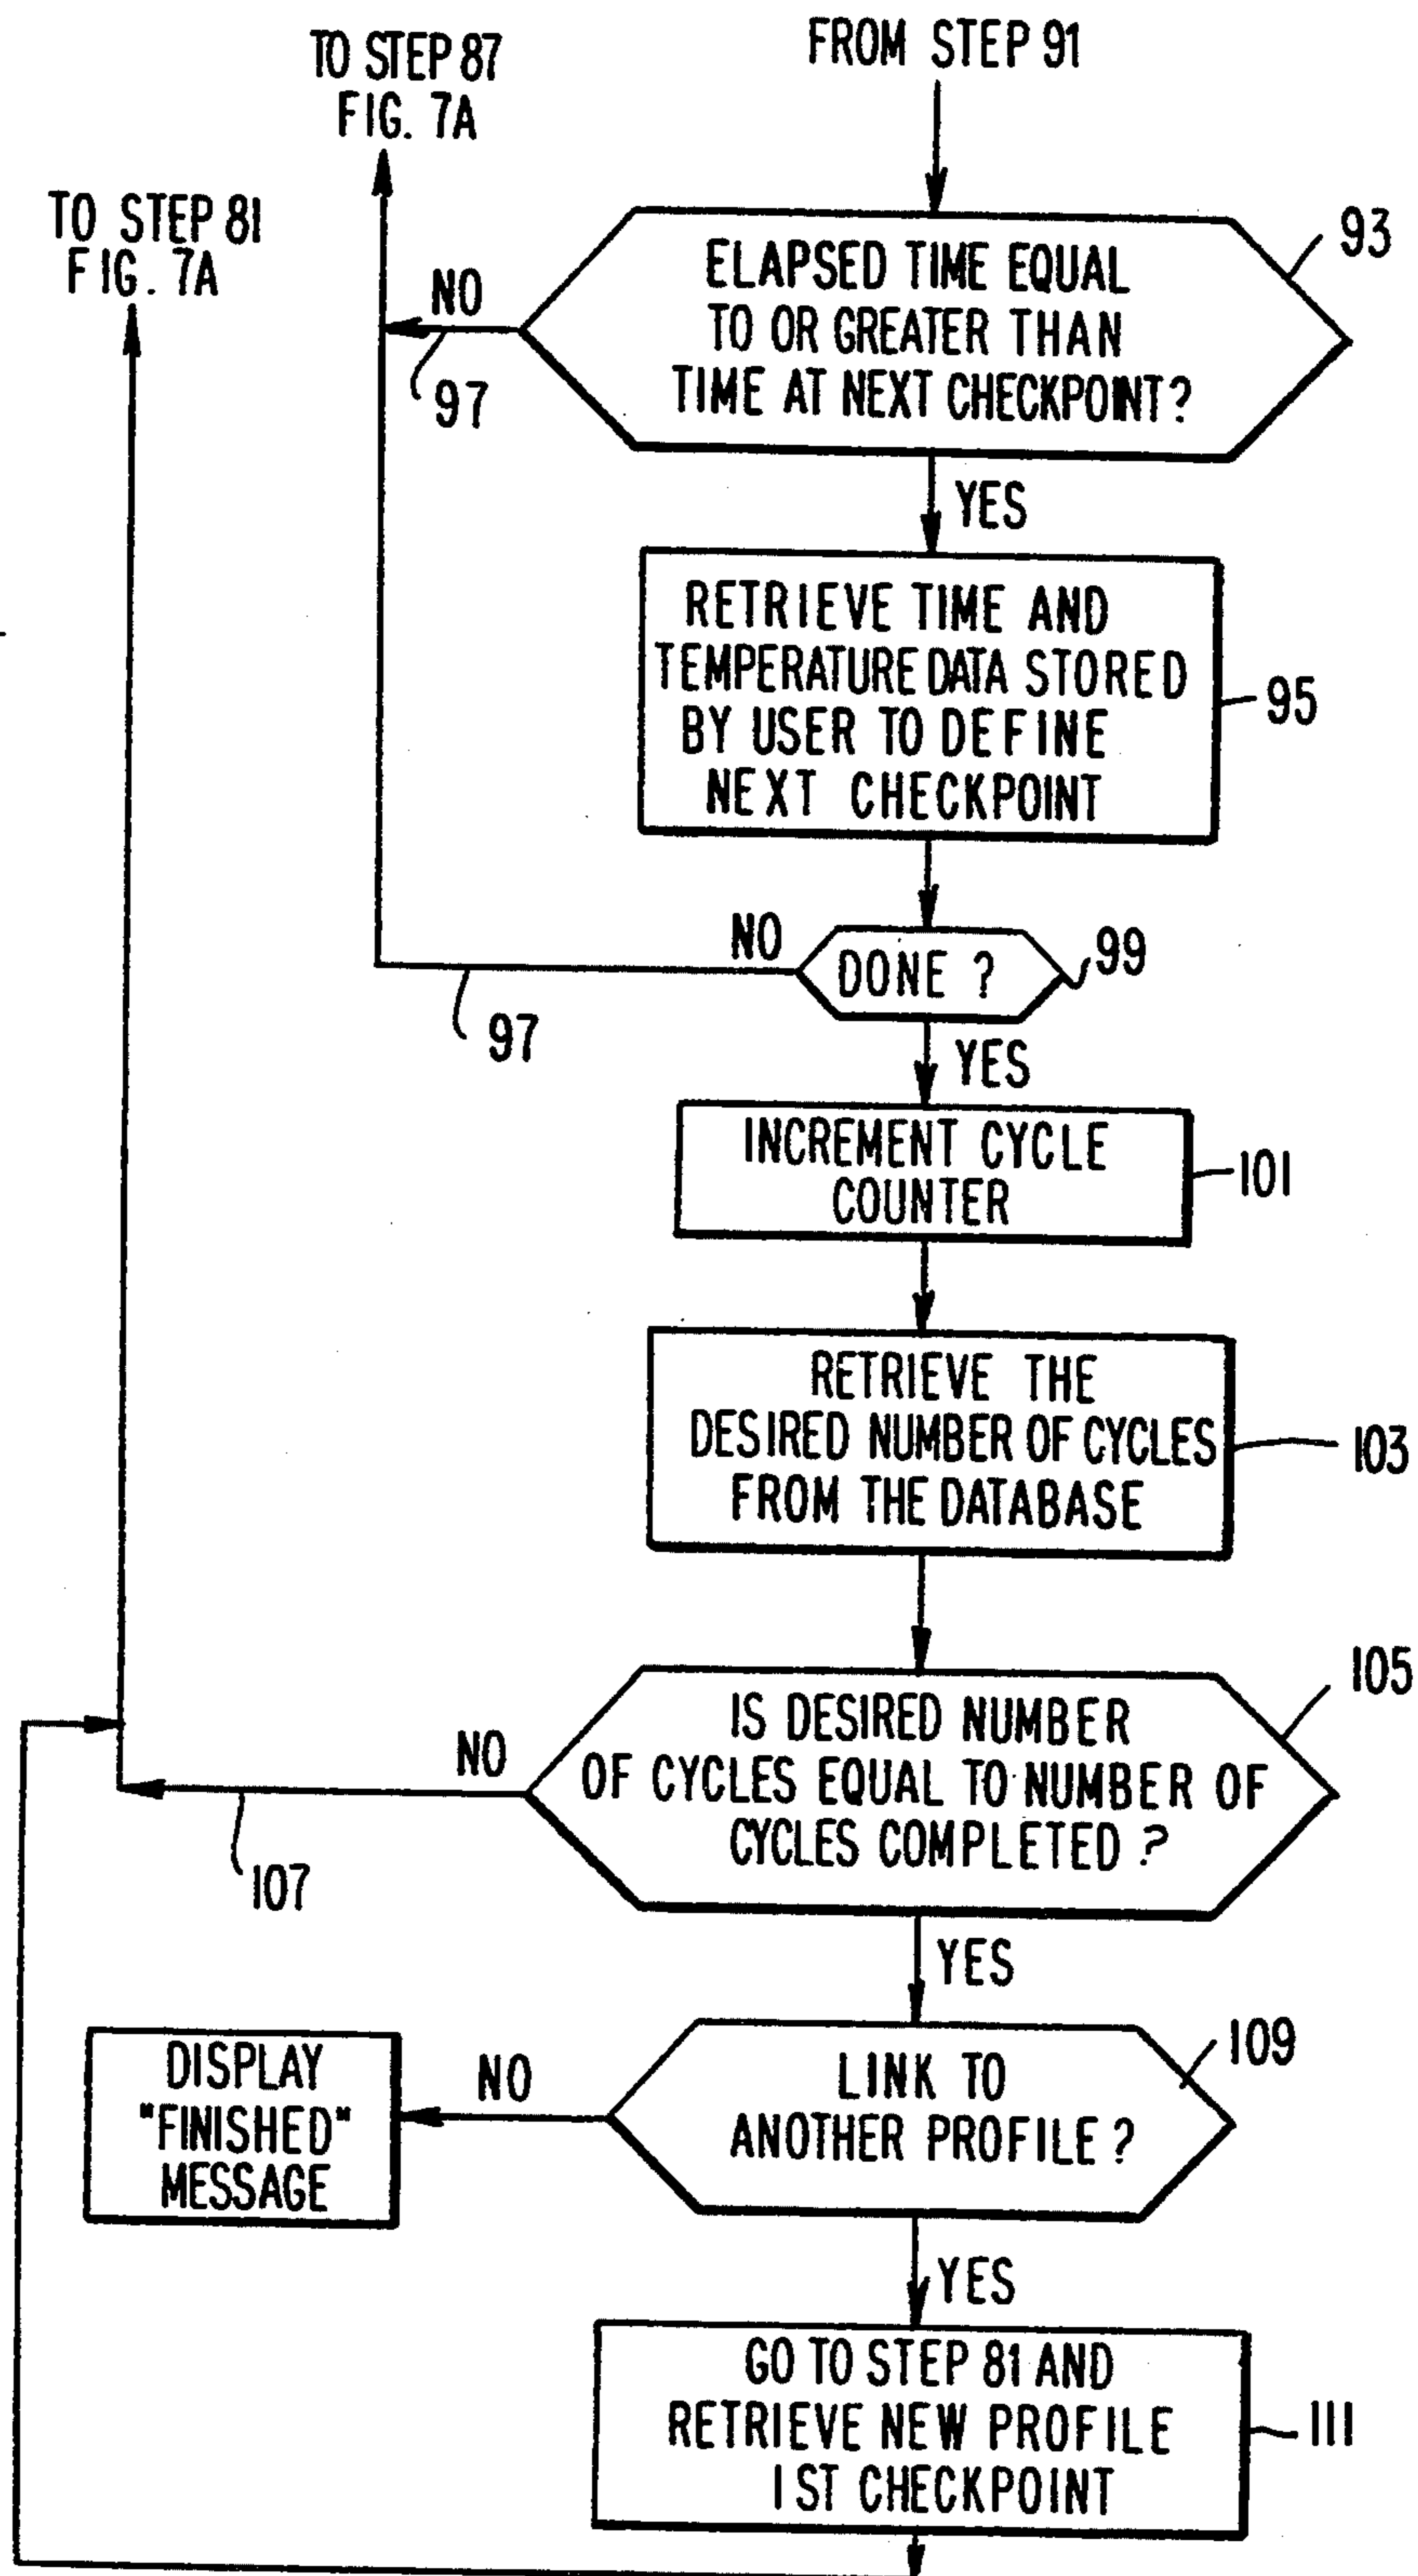 FROM STEP 91
TO STEP 87
FIG. 7A
TO STEP 81
FIG. 7A
ELAPSED TIME EQUAL
TO OR GREATER THAN
TIME AT NEXT CHECKPOINT?
93
NO
97
YES
RETRIEVE TIME AND
TEMPERATURE DATA STORED
BY USER TO DEFINE
NEXT CHECKPOINT
95
NO
DONE ?
99
97
YES
INCREMENT CYCLE
COUNTER
101
RETRIEVE THE
DESIRED NUMBER OF CYCLES
FROM THE DATABASE
103
105
IS DESIRED NUMBER
OF CYCLES EQUAL TO NUMBER OF
CYCLES COMPLETED ?
NO
107
YES
109
LINK TO
ANOTHER PROFILE ?
NO
DISPLAY
"FINISHED"
MESSAGE
YES
GO TO STEP 81 AND
RETRIEVE NEW PROFILE
1 ST CHECKPOINT
111